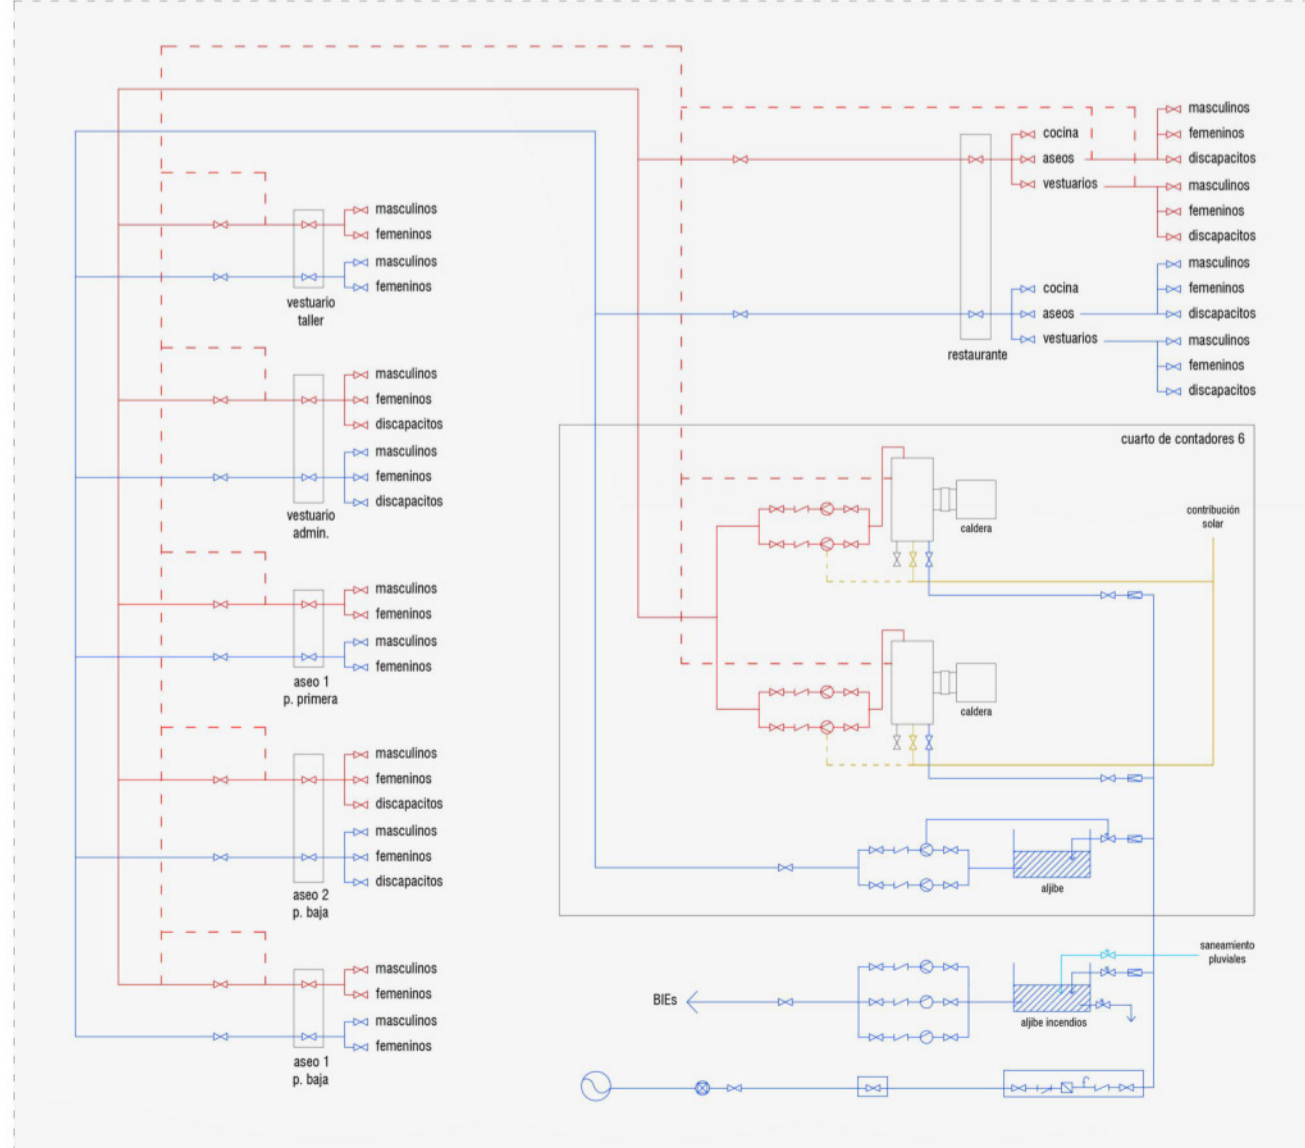 masculinos
femeninos
masculinos
femeninos
vestuario
taller
masculinos
femeninos
discapacitos
masculinos
femeninos
discapacitos
vestuario
admin.
masculinos
femeninos
masculinos
femeninos
aseo 1
p. primera
masculinos
femeninos
discapacitos
masculinos
femeninos
discapacitos
aseo 2
p. baja
masculinos
femeninos
masculinos
femeninos
aseo 1
p. baja
cocina
aseos
vestuarios
masculinos
femeninos
discapacitos
masculinos
femeninos
discapacitos
cocina
aseos
vestuarios
masculinos
femeninos
discapacitos
masculinos
femeninos
discapacitos
restaurante
cuarto de contadores 6
caldera
contribución
solar
caldera
aljibe
saneamiento
pluviales
BIEs
aljibe incendios